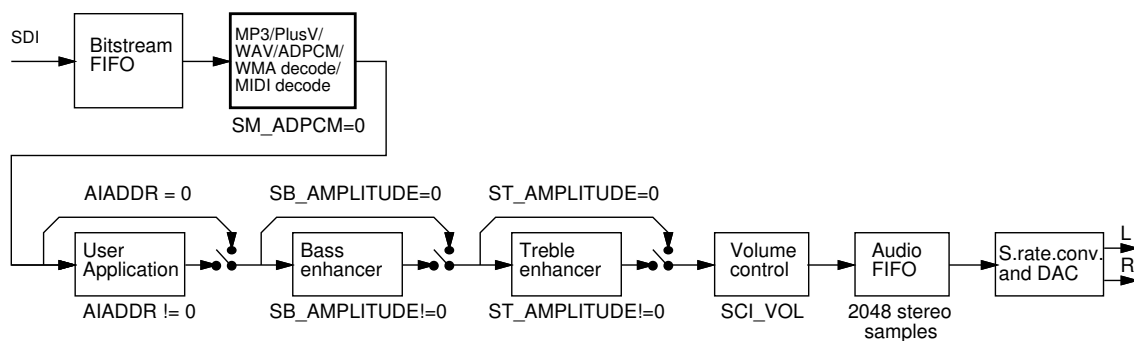 SDI
Bitstream
FIFO
MP3/PlusV/
WAV/ADPCM/
WMA decode/
MIDI decode
SM_ADPCM=0
AIADDR = 0
SB_AMPLITUDE=0
ST_AMPLITUDE=0
User
Application
Bass
enhancer
Treble
enhancer
Volume
control
Audio
FIFO
S.rate.conv.
and DAC
L
R
AIADDR != 0
SB_AMPLITUDE!=0
ST_AMPLITUDE!=0
SCI_VOL
2048 stereo
samples